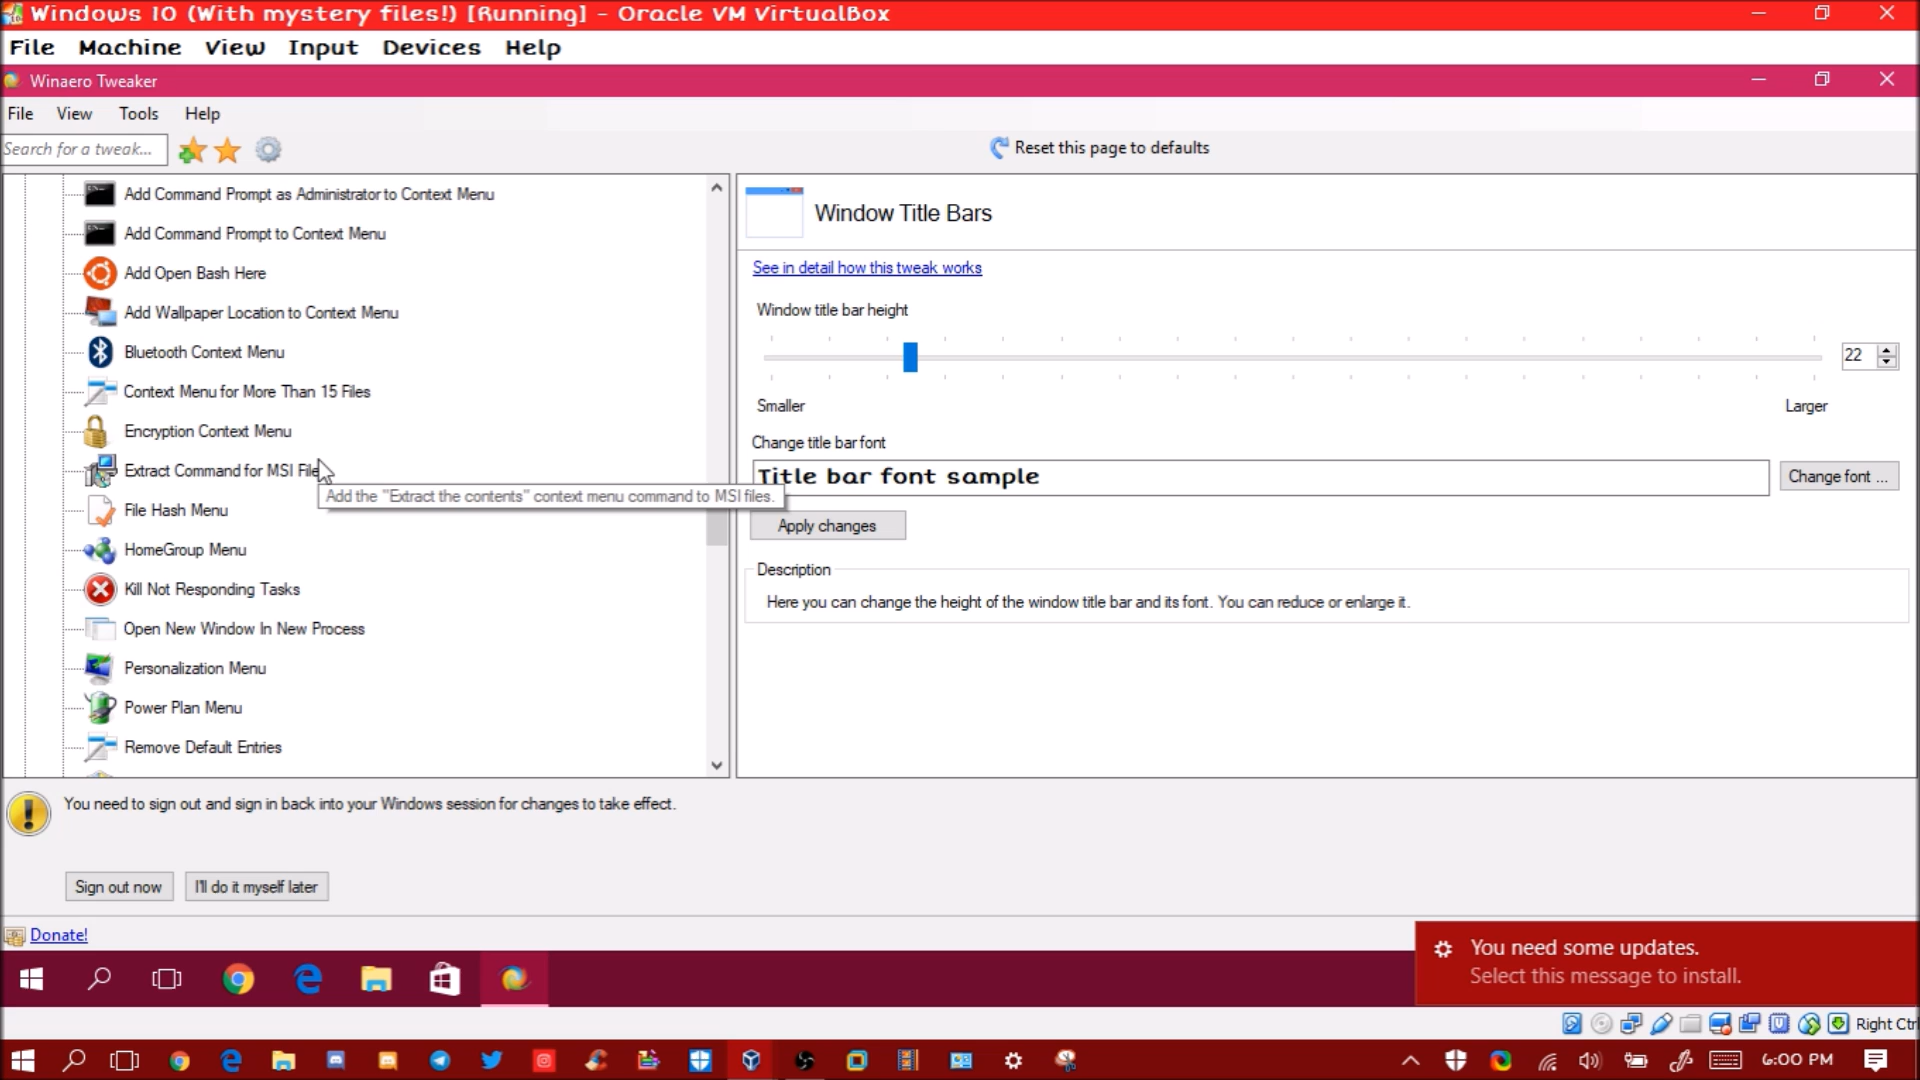 Windows 10 (With mystery files!) [Running] - Oracle VM VirtualBox
File Machine View Input Devices Help
Winaero Tweaker
File View Tools Help
Search for a tweak...
Reset this page to defaults
Add Command Prompt as Administrator to Context Menu
Add Command Prompt to Context Menu
Add Open Bash Here
Add Wallpaper Location to Context Menu
Bluetooth Context Menu
Context Menu for More Than 15 Files
Encryption Context Menu
Extract Command for MSI File
Add the "Extract the contents" context menu command to MSI files.
File Hash Menu
HomeGroup Menu
Kill Not Responding Tasks
Open New Window In New Process
Personalization Menu
Power Plan Menu
Remove Default Entries
Window Title Bars
See in detail how this tweak works
Window title bar height
22
Smaller Larger
Change title bar font
Title bar font sample
Change font ...
Apply changes
Description
Here you can change the height of the window title bar and its font. You can reduce or enlarge it.
You need to sign out and sign in back into your Windows session for changes to take effect.
Sign out now I'll do it myself later
Donate!
You need some updates.
Select this message to install.
Right Ctrl
6:00 PM